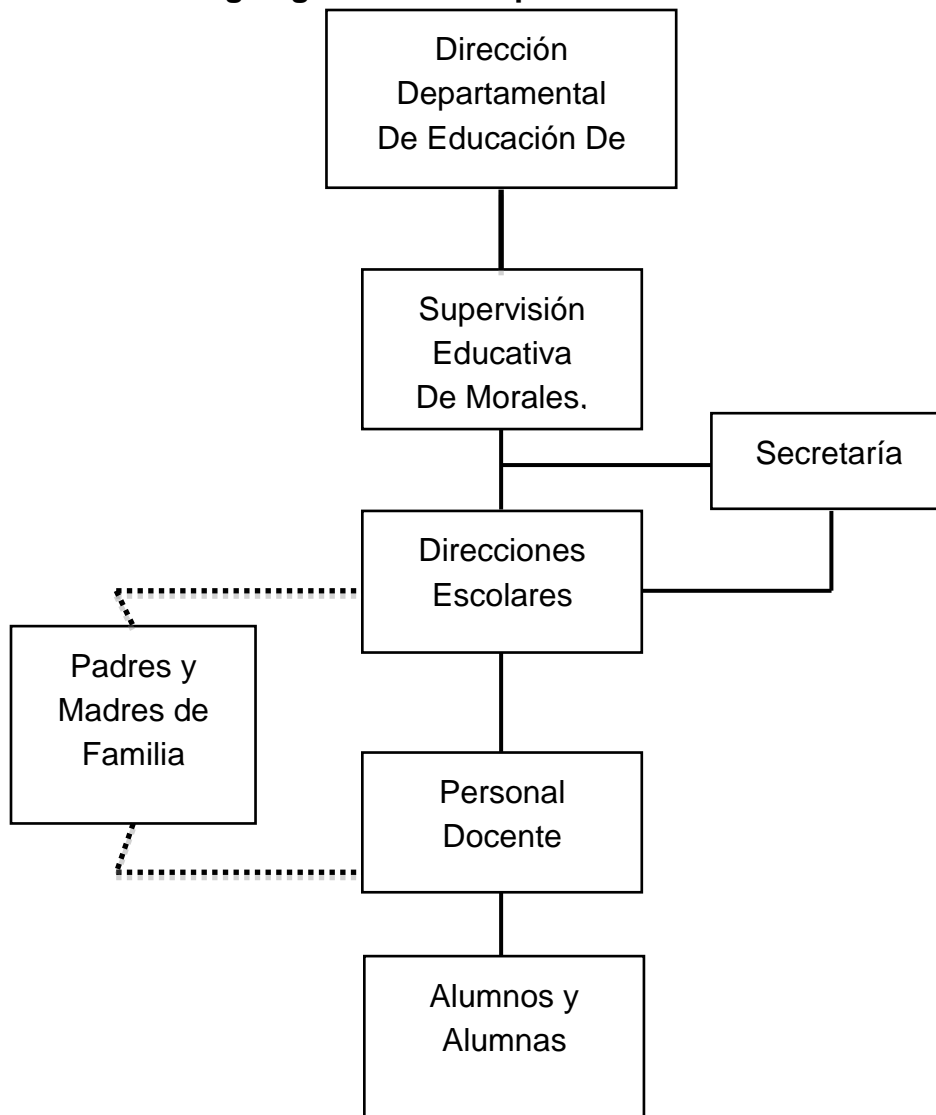 Dirección
Departamental
De Educación De
Supervisión
Educativa
De Morales,
Secretaría
Direcciones
Escolares
Padres y
Madres de
Familia
Personal
Docente
Alumnos y
Alumnas